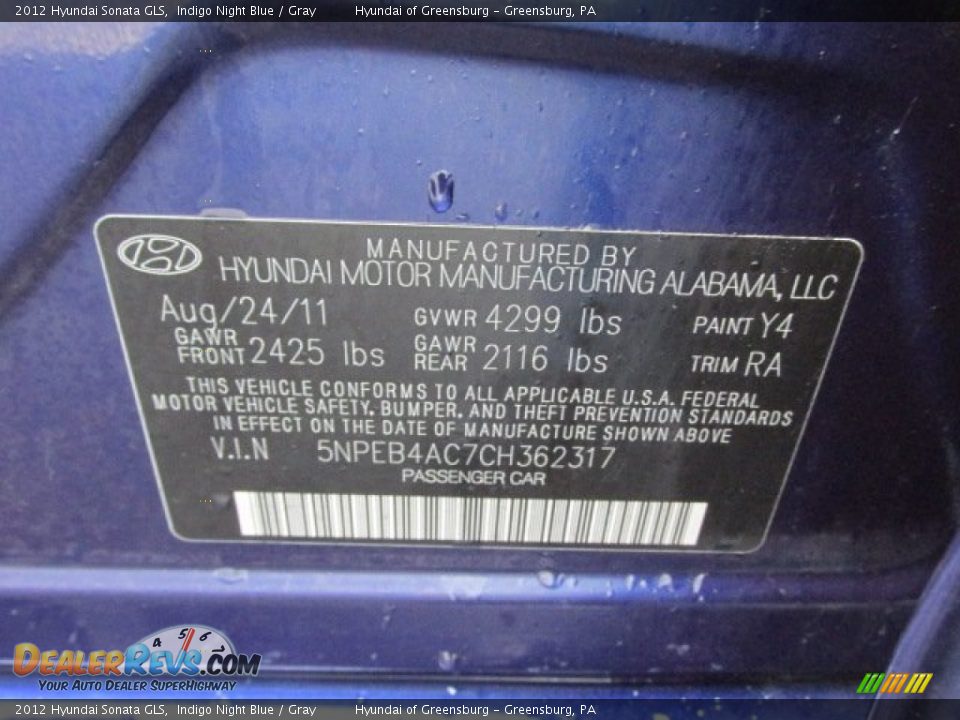 2012 Hyundai Sonata GLS, Indigo Night Blue / Gray Hyundai of Greensburg - Greensburg, PA
MANUFACTURED BY
HYUNDAI MOTOR MANUFACTURING ALABAMA, LLC
Aug/24/11 GVWR 4299 lbs PAINT Y4
GAWR FRONT 2425 lbs GAWR REAR 2116 lbs TRIM RA
THIS VEHICLE CONFORMS TO ALL APPLICABLE U.S.A. FEDERAL
MOTOR VEHICLE SAFETY, BUMPER, AND THEFT PREVENTION STANDARDS
IN EFFECT ON THE DATE OF MANUFACTURE SHOWN ABOVE
V.I.N 5NPEB4AC7CH362317
PASSENGER CAR
4 5 6
DEALERREVS.COM
YOUR AUTO DEALER SUPERHIGHWAY
2012 Hyundai Sonata GLS, Indigo Night Blue / Gray Hyundai of Greensburg - Greensburg, PA